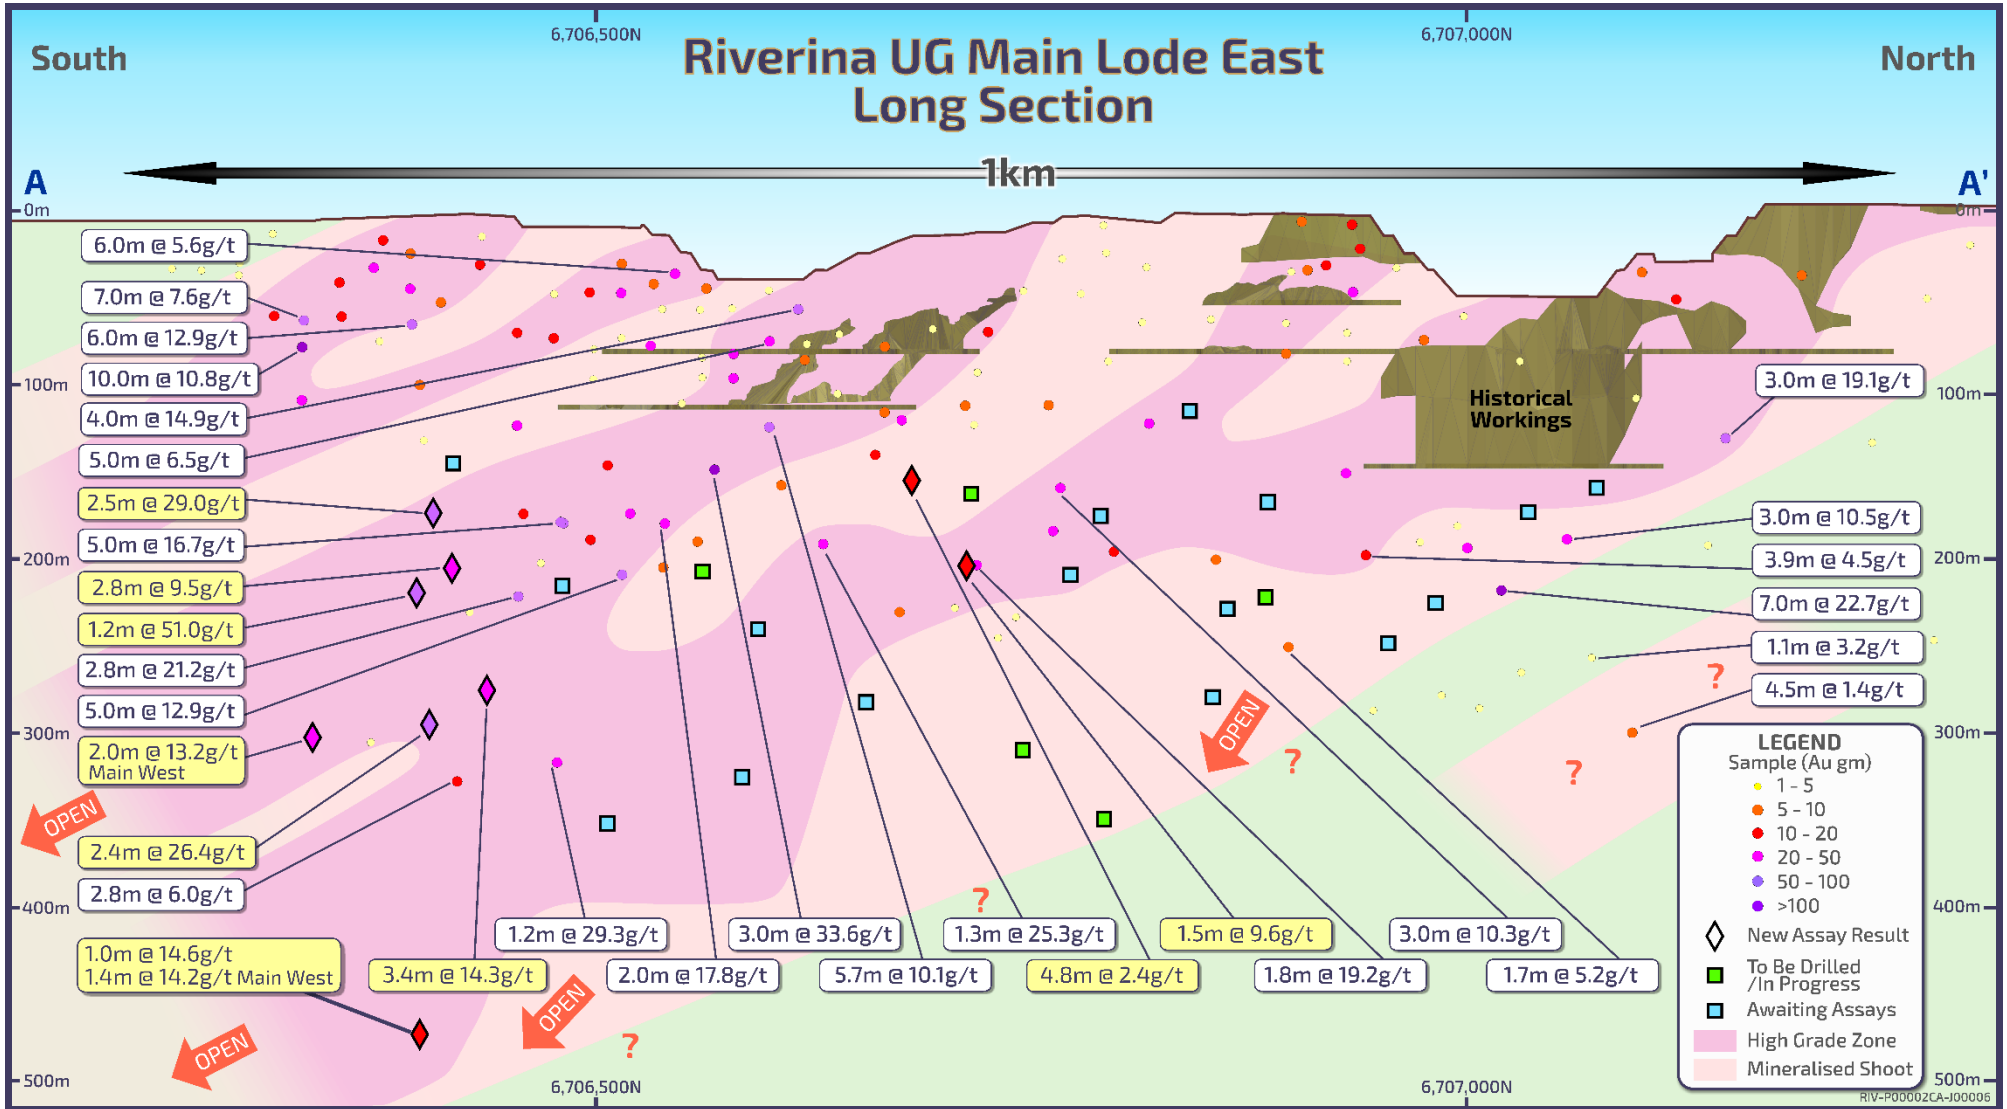 6,706,500N
6,707,000N
South
Riverina UG Main Lode East
Long Section
North
1km
A
A'
0m
0m
6.0m @ 5.6g/t
7.0m @ 7.6g/t
6.0m @ 12.9g/t
10.0m @ 10.8g/t
100m
100m
4.0m @ 14.9g/t
5.0m @ 6.5g/t
2.5m @ 29.0g/t
5.0m @ 16.7g/t
200m
200m
2.8m @ 9.5g/t
1.2m @ 51.0g/t
2.8m @ 21.2g/t
5.0m @ 12.9g/t
300m
300m
2.0m @ 13.2g/t
Main West
OPEN
2.4m @ 26.4g/t
2.8m @ 6.0g/t
400m
400m
1.0m @ 14.6g/t
1.4m @ 14.2g/t Main West
OPEN
500m
500m
Historical
Workings
3.0m @ 19.1g/t
3.0m @ 10.5g/t
3.9m @ 4.5g/t
7.0m @ 22.7g/t
1.1m @ 3.2g/t
4.5m @ 1.4g/t
?
?
?
?
?
OPEN
OPEN
1.2m @ 29.3g/t
3.0m @ 33.6g/t
1.3m @ 25.3g/t
1.5m @ 9.6g/t
3.0m @ 10.3g/t
3.4m @ 14.3g/t
2.0m @ 17.8g/t
5.7m @ 10.1g/t
4.8m @ 2.4g/t
1.8m @ 19.2g/t
1.7m @ 5.2g/t
LEGEND
Sample (Au gm)
1 - 5
5 - 10
10 - 20
20 - 50
50 - 100
>100
New Assay Result
To Be Drilled
/In Progress
Awaiting Assays
High Grade Zone
Mineralised Shoot
6,706,500N
6,707,000N
RIV-P00002CA-J00006